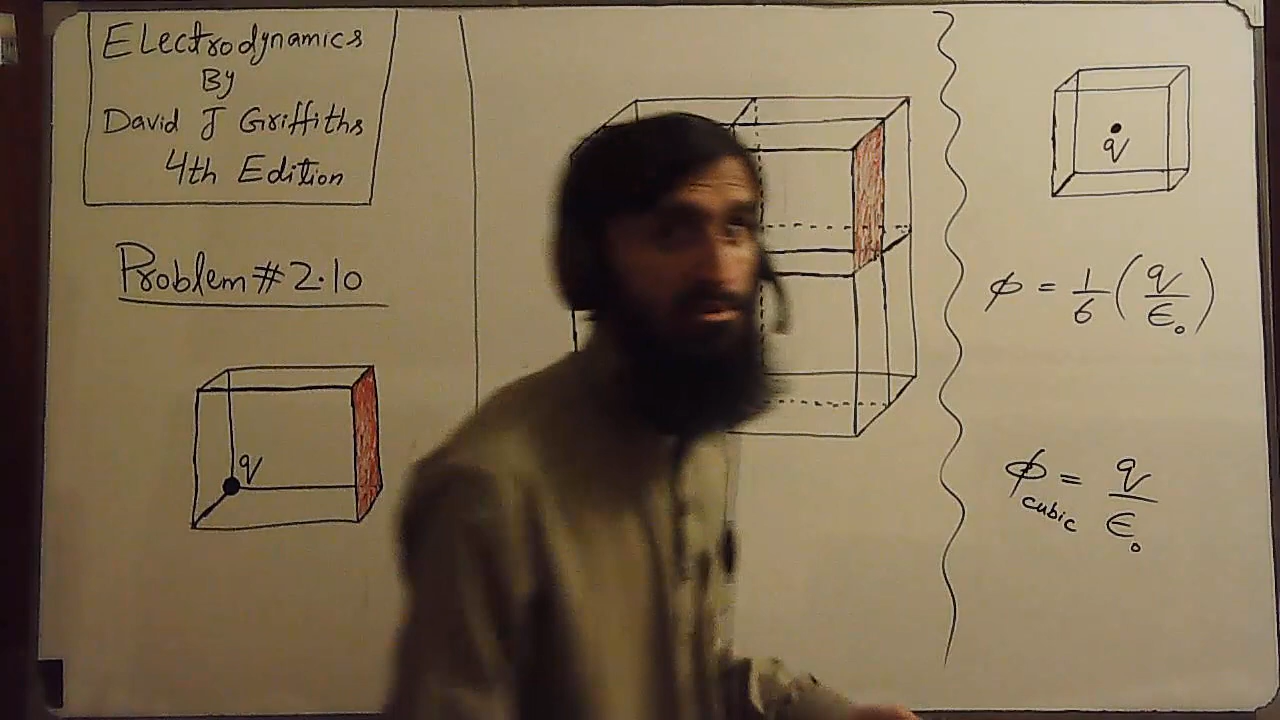 Electrodynamics
By
David J Griffiths
4th Edition
Problem # 2.10
q
q
ϕ = 1/6 (q/ϵ₀)
ϕ cubic = q/ϵ₀